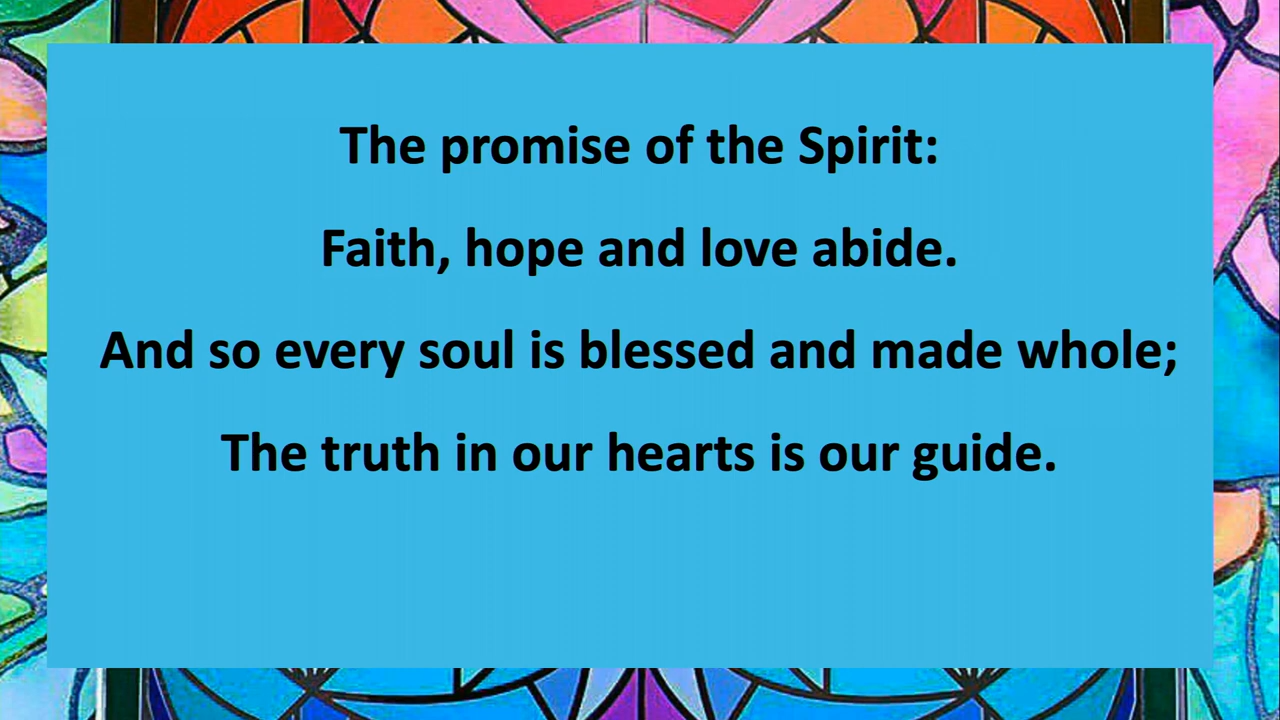 The promise of the Spirit:
Faith, hope and love abide.
And so every soul is blessed and made whole;
The truth in our hearts is our guide.